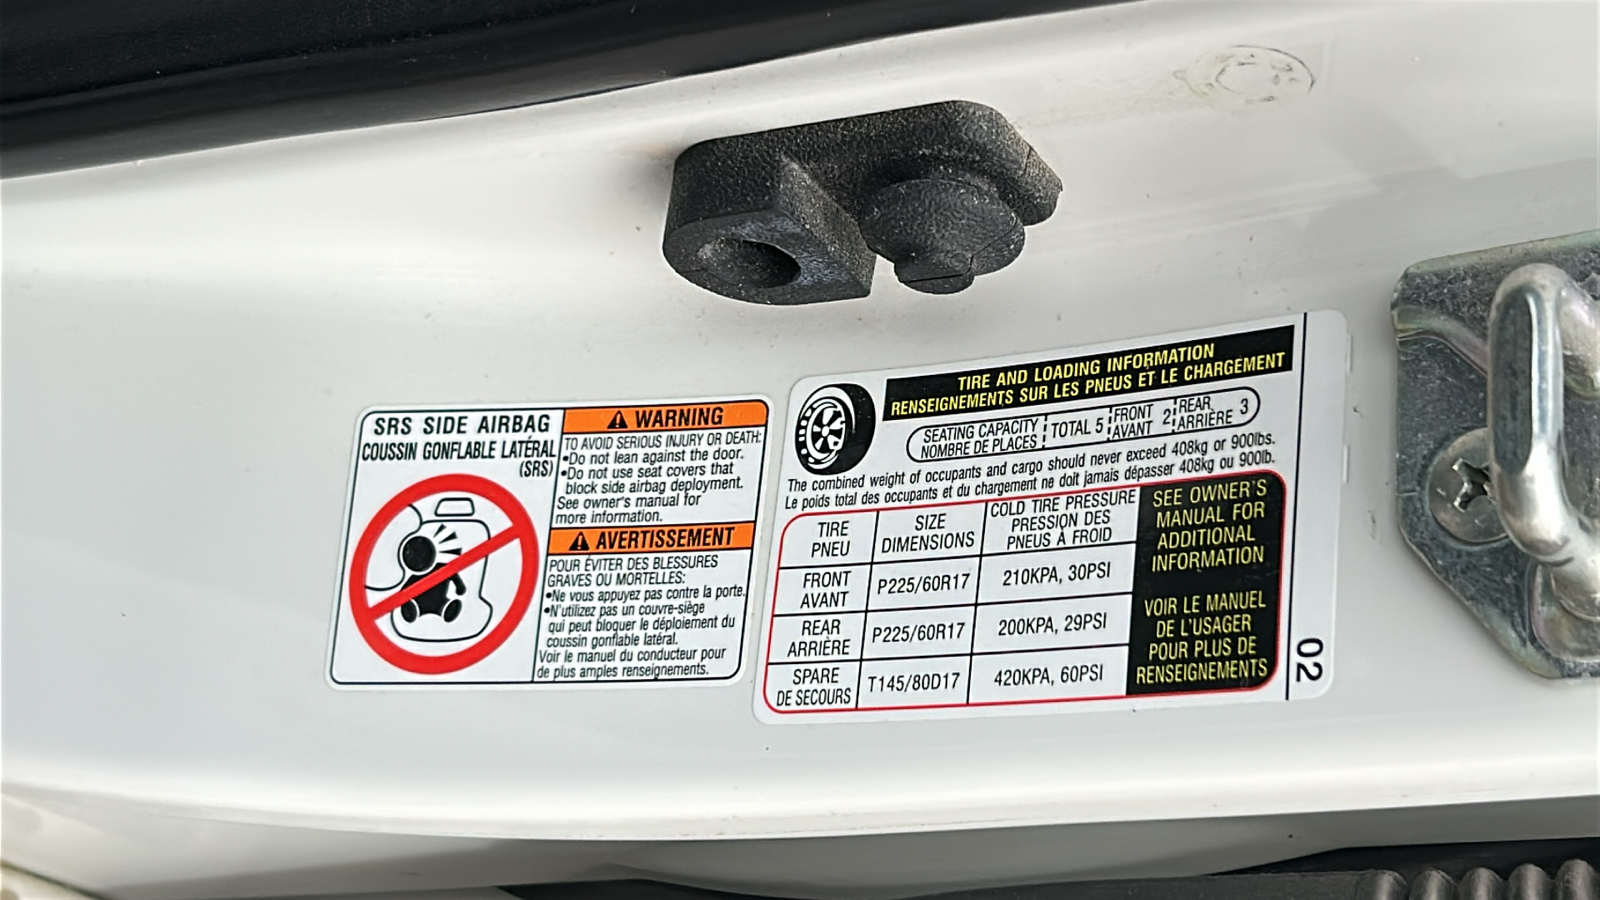 SRS SIDE AIRBAG
COUSSIN GONFLABLE LATÉRAL
(SRS)
WARNING
TO AVOID SERIOUS INJURY OR DEATH:
•Do not lean against the door.
•Do not use seat covers that
block side airbag deployment.
See owner's manual for
more information.
AVERTISSEMENT
POUR ÉVITER DES BLESSURES
GRAVES OU MORTELLES:
•Ne vous appuyez pas contre la porte.
•N'utilizez pas un couvre-siège
qui peut bloquer le déploiement du
coussin gonflable latéral.
Voir le manuel du conducteur pour
de plus amples renseignements.
TIRE AND LOADING INFORMATION
RENSEIGNEMENTS SUR LES PNEUS ET LE CHARGEMENT
SEATING CAPACITY
NOMBRE DE PLACES
TOTAL 5
FRONT
AVANT
2
REAR
ARRIÈRE
3
The combined weight of occupants and cargo should never exceed 408kg or 900lbs.
Le poids total des occupants et du chargement ne doit jamais dépasser 408kg ou 900lb.
TIRE
PNEU
SIZE
DIMENSIONS
COLD TIRE PRESSURE
PRESSION DES
PNEUS À FROID
FRONT
AVANT
P225/60R17
210KPA, 30PSI
REAR
ARRIÈRE
P225/60R17
200KPA, 29PSI
SPARE
DE SECOURS
T145/80D17
420KPA, 60PSI
SEE OWNER'S
MANUAL FOR
ADDITIONAL
INFORMATION
VOIR LE MANUEL
DE L'USAGER
POUR PLUS DE
RENSEIGNEMENTS
02